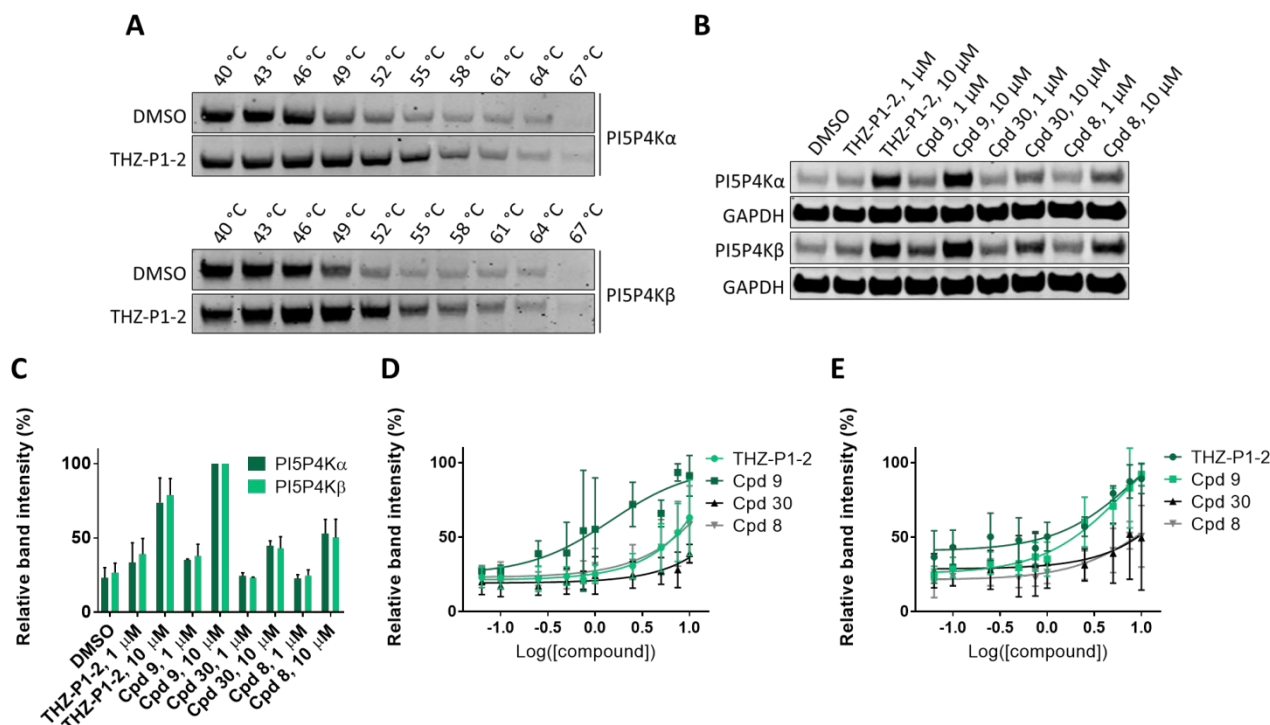 A
40 °C 43 °C 46 °C 49 °C 52 °C 55 °C 58 °C 61 °C 64 °C 67 °C
DMSO
THZ-P1-2
PI5P4Kα
40 °C 43 °C 46 °C 49 °C 52 °C 55 °C 58 °C 61 °C 64 °C 67 °C
DMSO
THZ-P1-2
PI5P4Kβ
B
DMSO
THZ-P1-2, 1 μM
THZ-P1-2, 10 μM
Cpd 9, 1 μM
Cpd 9, 10 μM
Cpd 30, 1 μM
Cpd 30, 10 μM
Cpd 8, 1 μM
Cpd 8, 10 μM
PI5P4Kα
GAPDH
PI5P4Kβ
GAPDH
C
Relative band intensity (%)
100
50
0
PI5P4Kα
PI5P4Kβ
DMSO
THZ-P1-2, 1 μM
THZ-P1-2, 10 μM
Cpd 9, 1 μM
Cpd 9, 10 μM
Cpd 30, 1 μM
Cpd 30, 10 μM
Cpd 8, 1 μM
Cpd 8, 10 μM
D
Relative band intensity (%)
100
50
0
-1.0 -0.5 0.0 0.5 1.0
Log([compound])
THZ-P1-2
Cpd 9
Cpd 30
Cpd 8
E
Relative band intensity (%)
100
50
0
-1.0 -0.5 0.0 0.5 1.0
Log([compound])
THZ-P1-2
Cpd 9
Cpd 30
Cpd 8